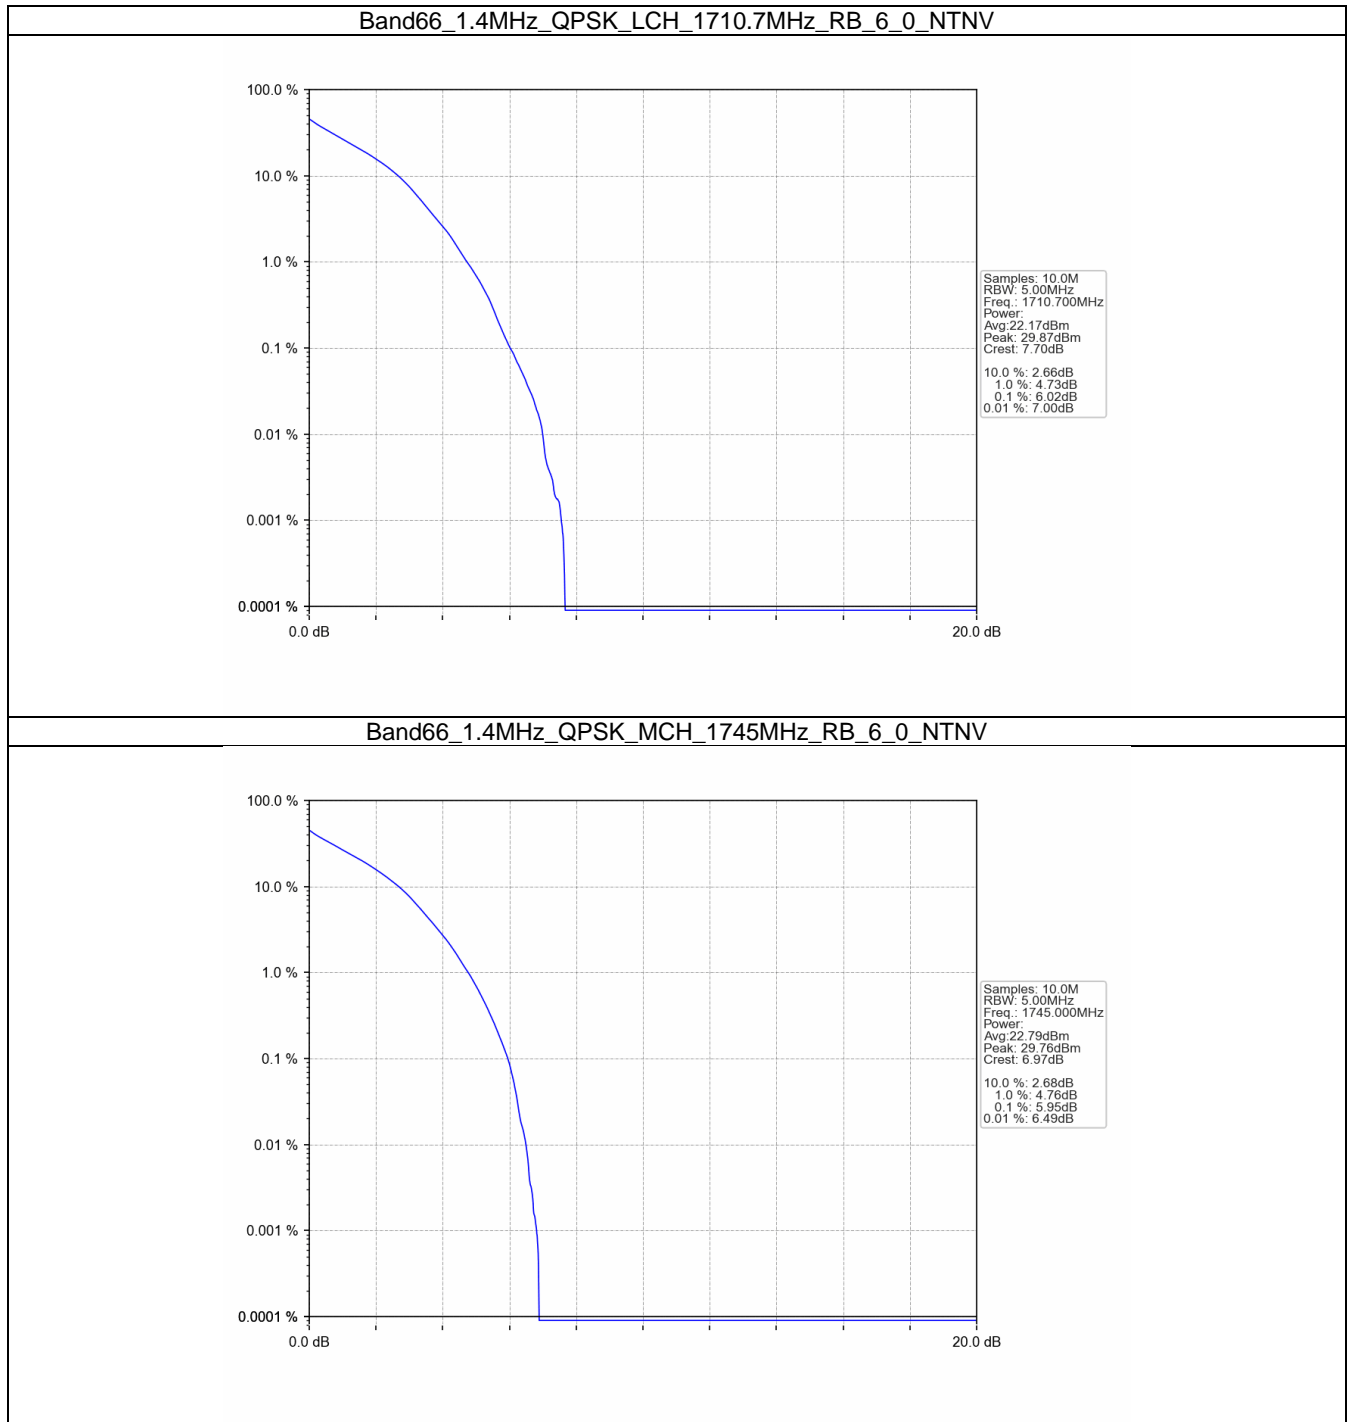 Band66_1.4MHz_QPSK_LCH_1710.7MHz_RB_6_0_NTNV
100.0 %
10.0 %
1.0 %
0.1 %
0.01 %
0.001 %
0.0001 %
0.0 dB
20.0 dB
Samples: 10.0M
RBW: 5.00MHz
Freq.: 1710.700MHz
Power:
Avg:22.17dBm
Peak: 29.87dBm
Crest: 7.70dB
10.0 %: 2.66dB
1.0 %: 4.73dB
0.1 %: 6.02dB
0.01 %: 7.00dB
Band66_1.4MHz_QPSK_MCH_1745MHz_RB_6_0_NTNV
100.0 %
10.0 %
1.0 %
0.1 %
0.01 %
0.001 %
0.0001 %
0.0 dB
20.0 dB
Samples: 10.0M
RBW: 5.00MHz
Freq.: 1745.000MHz
Power:
Avg:22.79dBm
Peak: 29.76dBm
Crest: 6.97dB
10.0 %: 2.68dB
1.0 %: 4.76dB
0.1 %: 5.95dB
0.01 %: 6.49dB